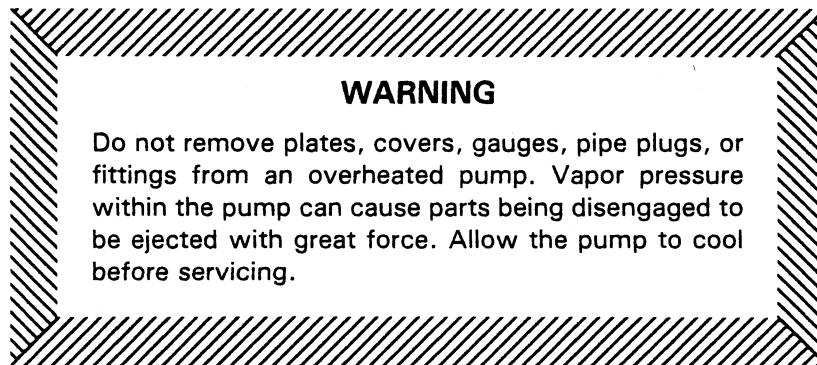 WARNING
Do not remove plates, covers, gauges, pipe plugs, or
fittings from an overheated pump. Vapor pressure
within the pump can cause parts being disengaged to
be ejected with great force. Allow the pump to cool
before servicing.